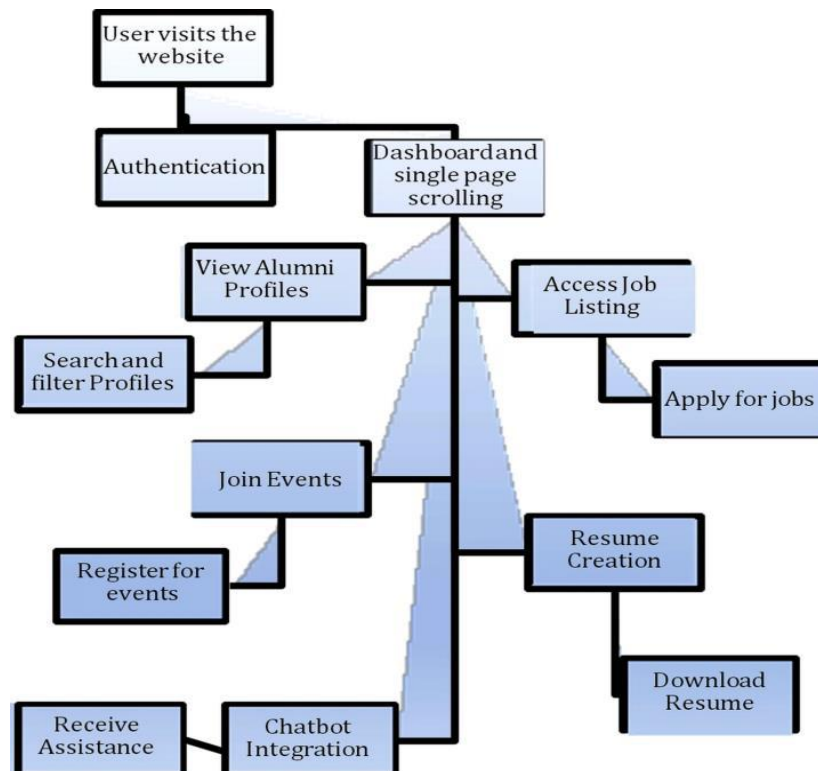 User visits the
website
Authentication
Dashboard and
single page
scrolling
View Alumni
Profiles
Access Job
Listing
Search and
filter Profiles
Apply for jobs
Join Events
Resume
Creation
Register for
events
Download
Resume
Receive
Assistance
Chatbot
Integration